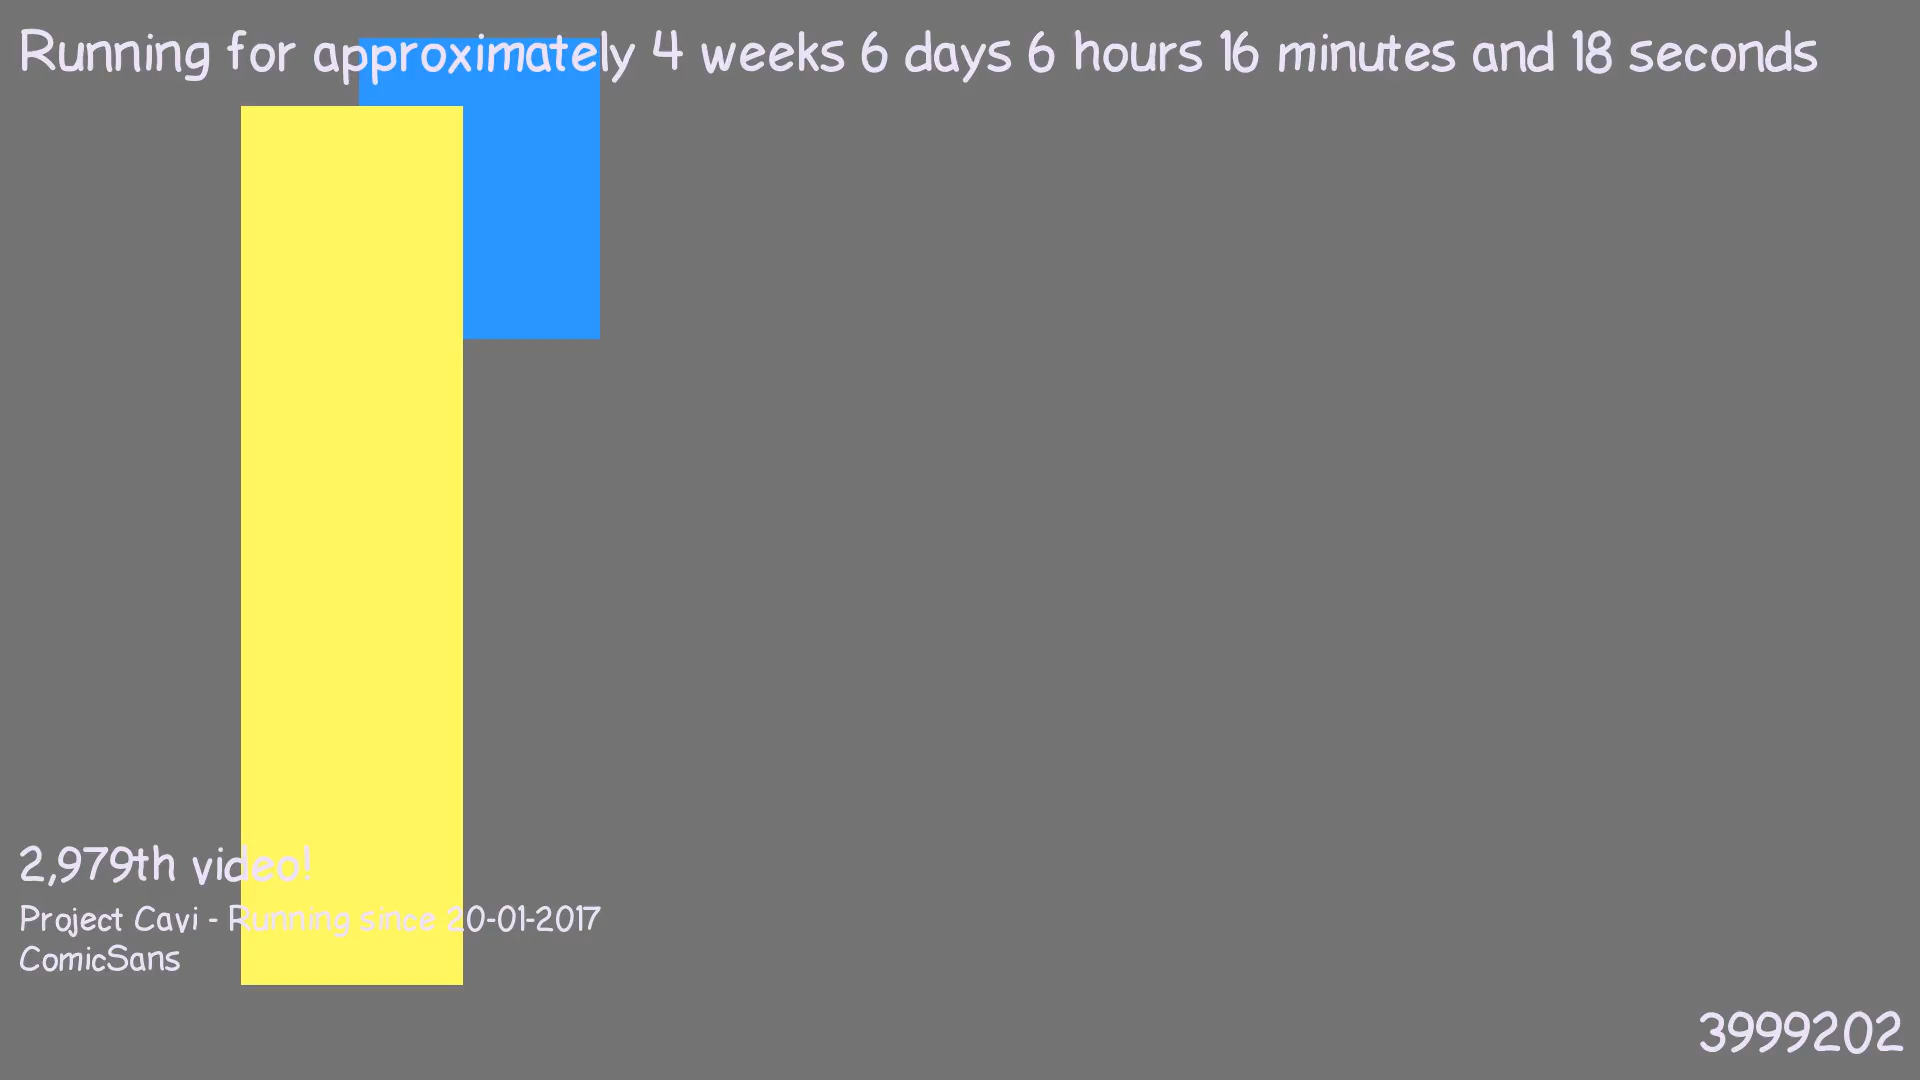 Running for approximately 4 weeks 6 days 6 hours 16 minutes and 18 seconds
2,979th video!
Project Cavi - Running since 20-01-2017
ComicSans
3999202